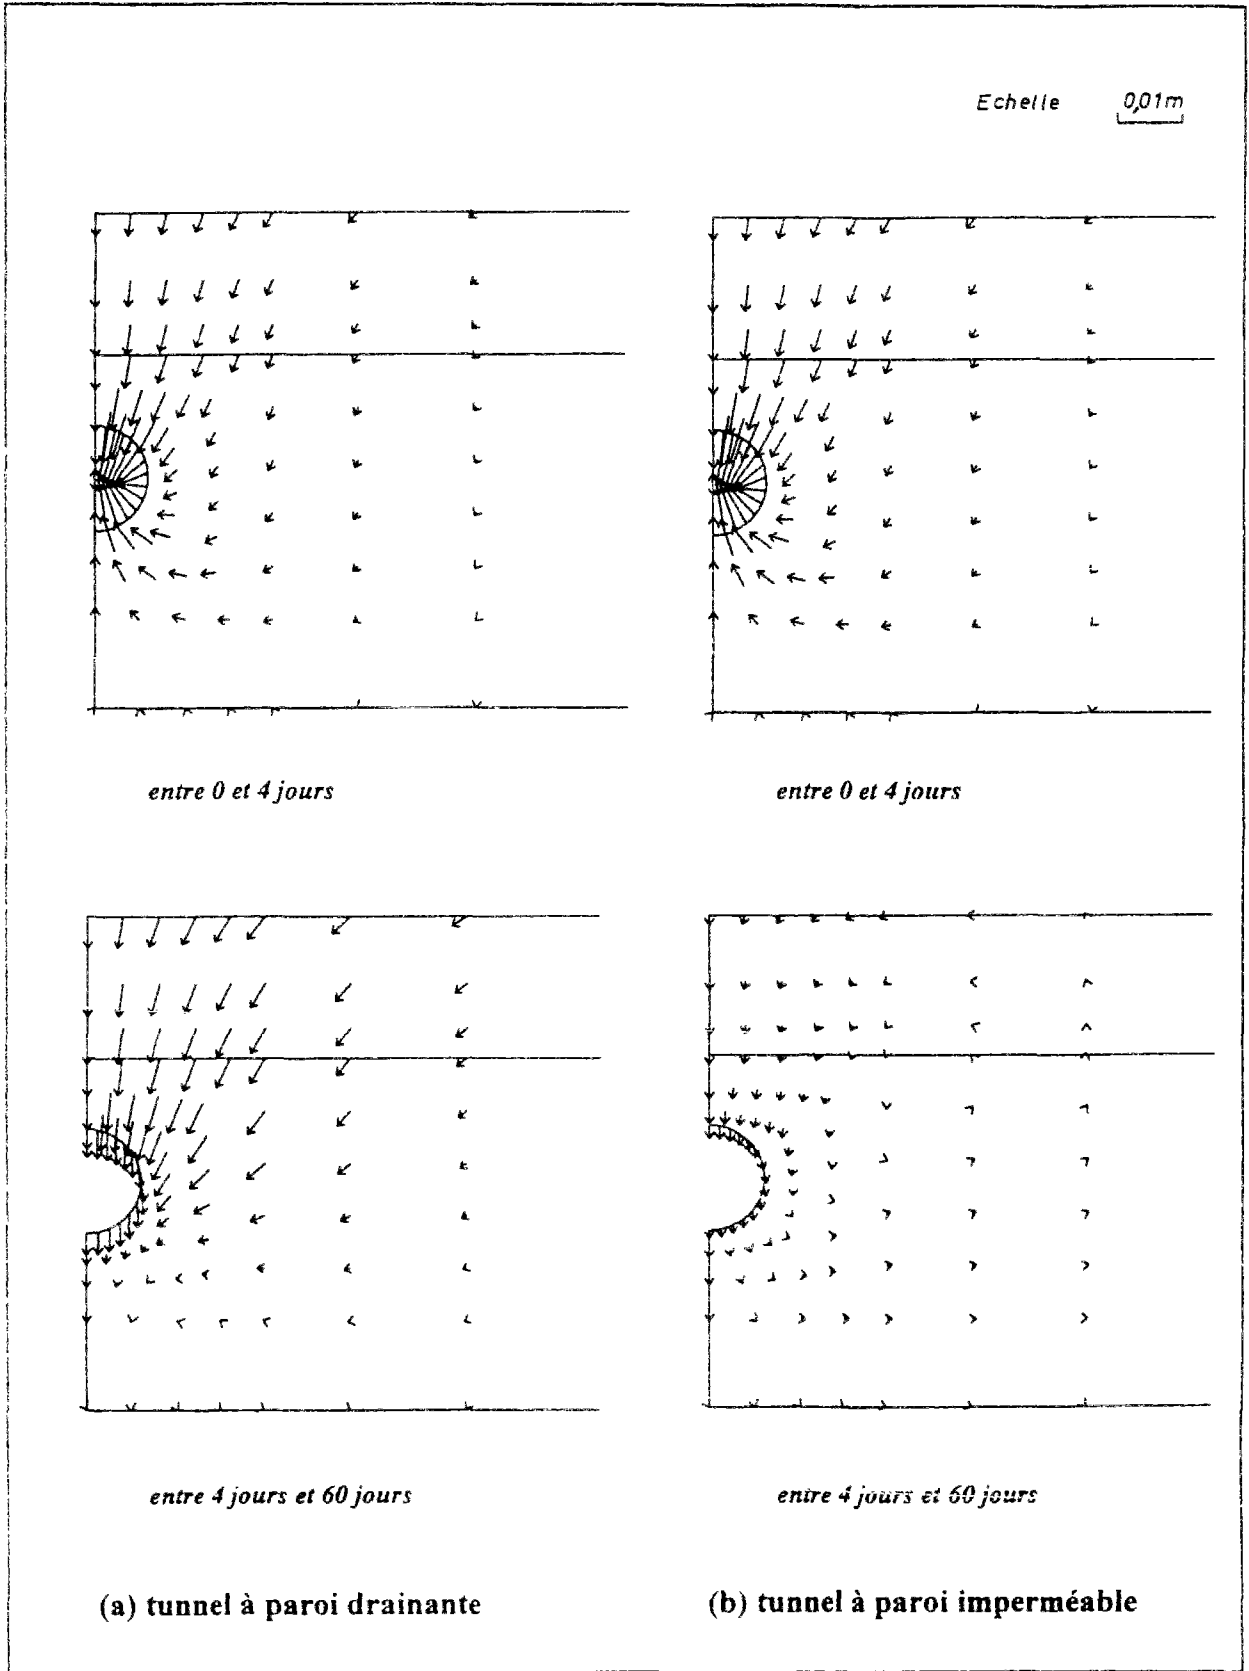 Echelle 0,01m
entre 0 et 4 jours
entre 0 et 4 jours
entre 4 jours et 60 jours
entre 4 jours et 60 jours
(a) tunnel à paroi drainante
(b) tunnel à paroi imperméable